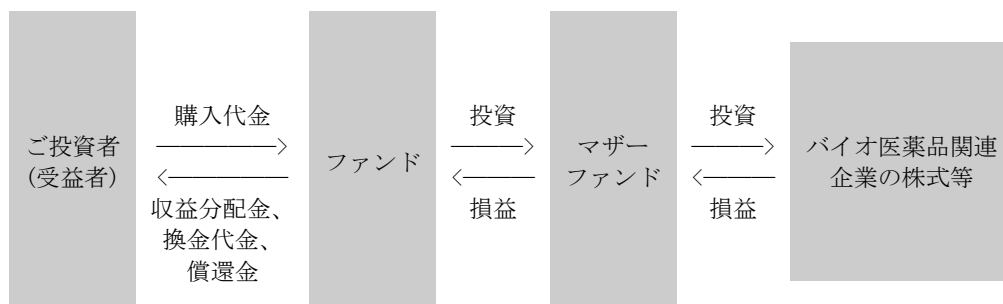 ご投資者
(受益者)
購入代金
収益分配金、
換金代金、
償還金
ファンド
投資
損益
マザー
ファンド
投資
損益
バイオ医薬品関連
企業の株式等